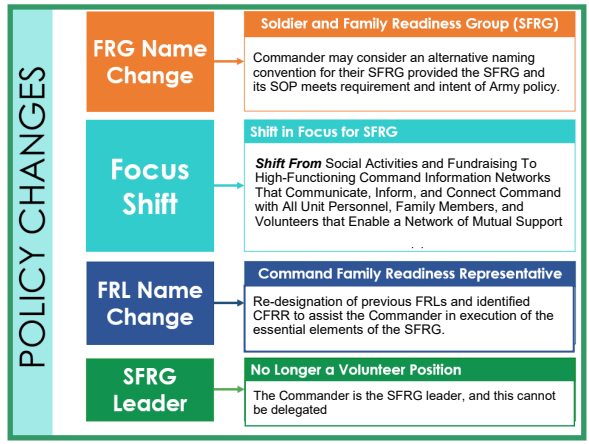 POLICY CHANGES
FRG Name
Change
Soldier and Family Readiness Group (SFRG)
Commander may consider an alternative naming
convention for their SFRG provided the SFRG and
its SOP meets requirement and intent of Army policy.
Focus
Shift
Shift in Focus for SFRG
Shift From Social Activities and Fundraising To
High-Functioning Command Information Networks
That Communicate, Inform, and Connect Command
with All Unit Personnel, Family Members, and
Volunteers that Enable a Network of Mutual Support
. .
FRL Name
Change
Command Family Readiness Representative
Re-designation of previous FRLs and identified
CFRR to assist the Commander in execution of the
essential elements of the SFRG.
SFRG
Leader
No Longer a Volunteer Position
The Commander is the SFRG leader, and this cannot
be delegated